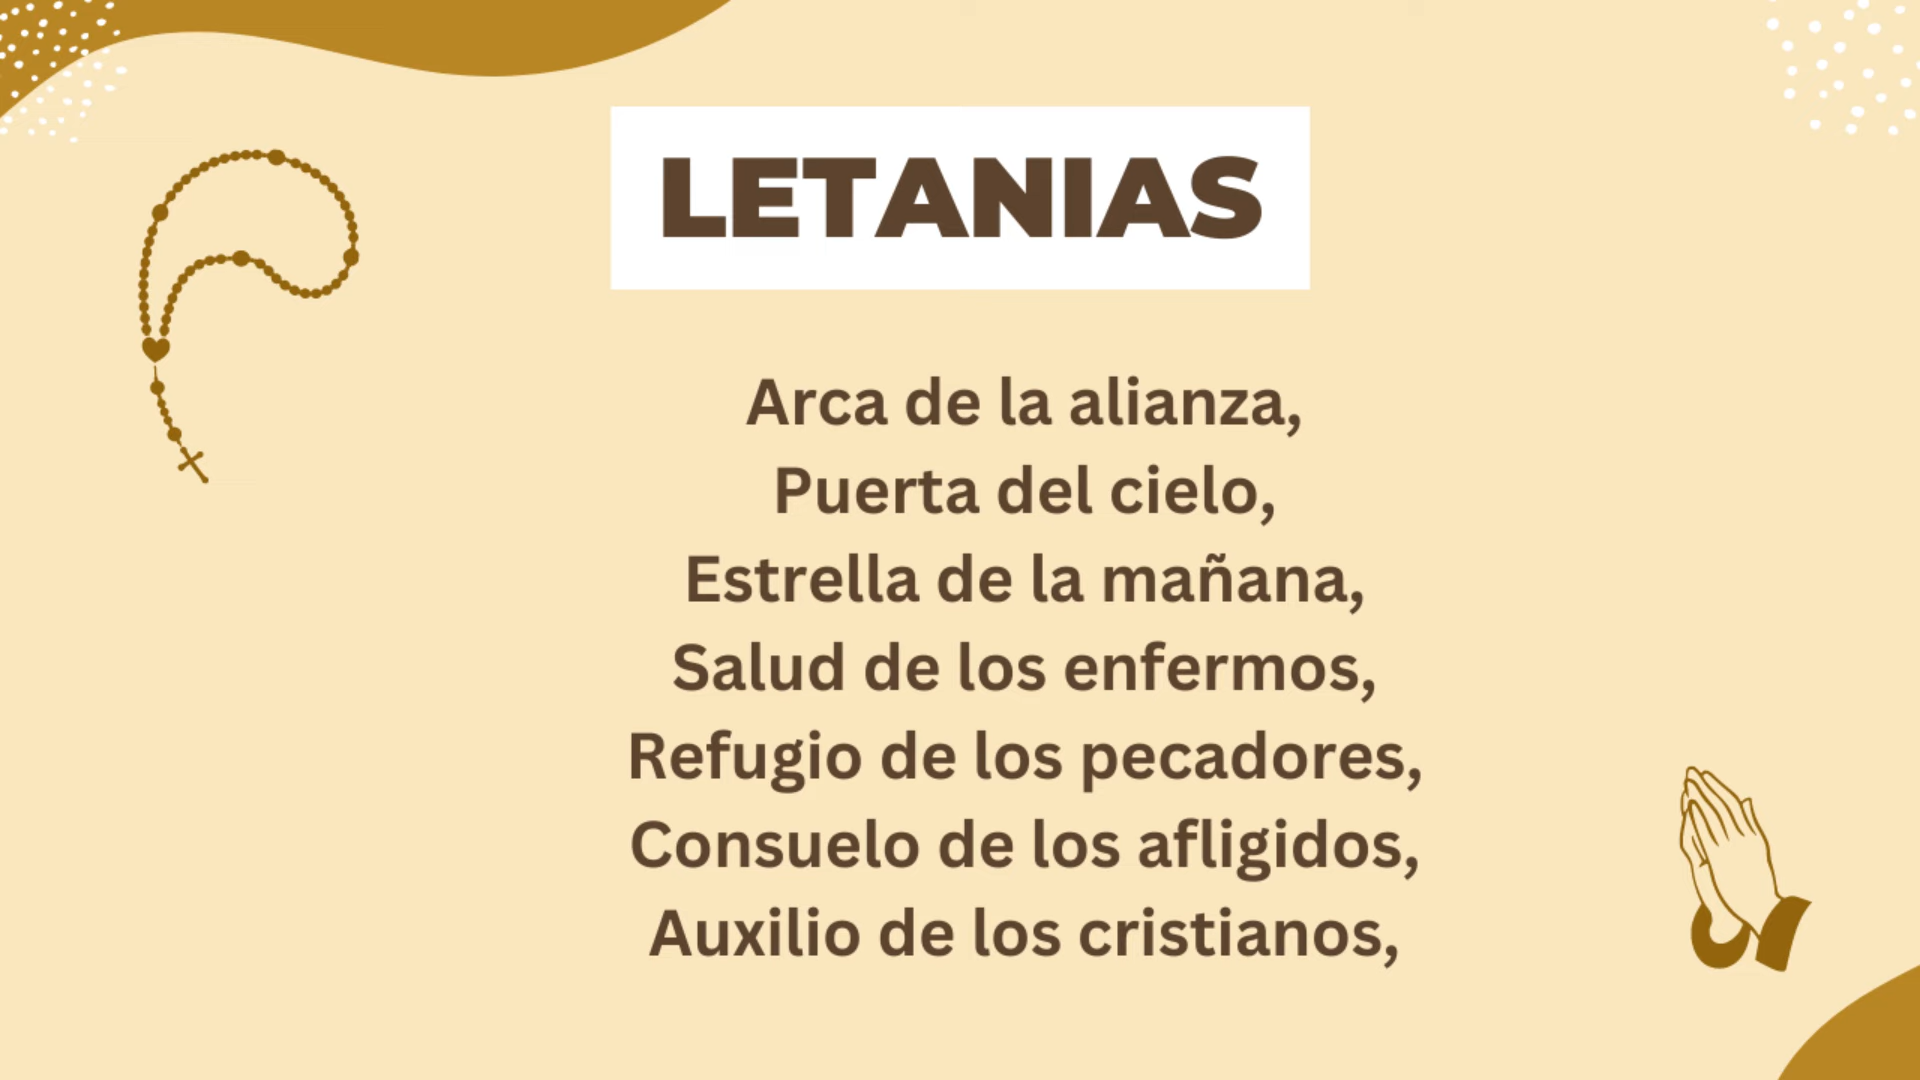 LETANIAS
Arca de la alianza,
Puerta del cielo,
Estrella de la mañana,
Salud de los enfermos,
Refugio de los pecadores,
Consuelo de los afligidos,
Auxilio de los cristianos,